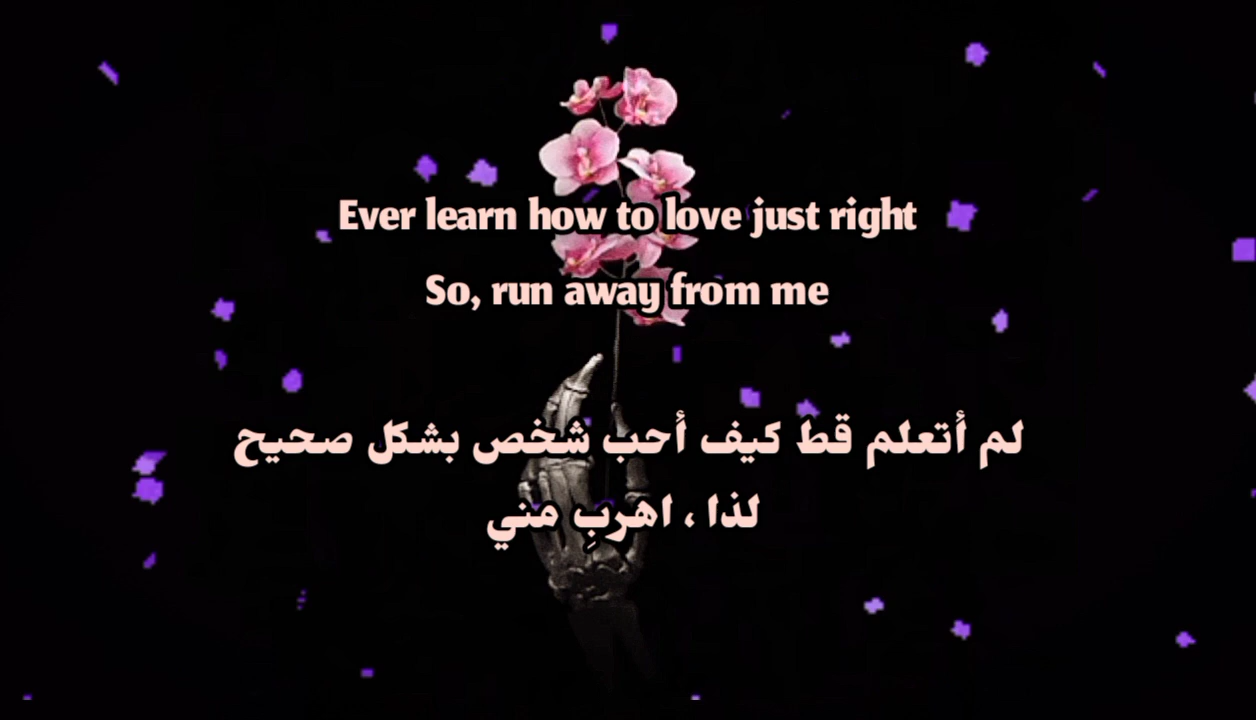 Ever learn how to love just right
So, run away from me
لم أتعلم قط كيف أحب شخص بشكل صحيح
لذا ، اهربِ مني